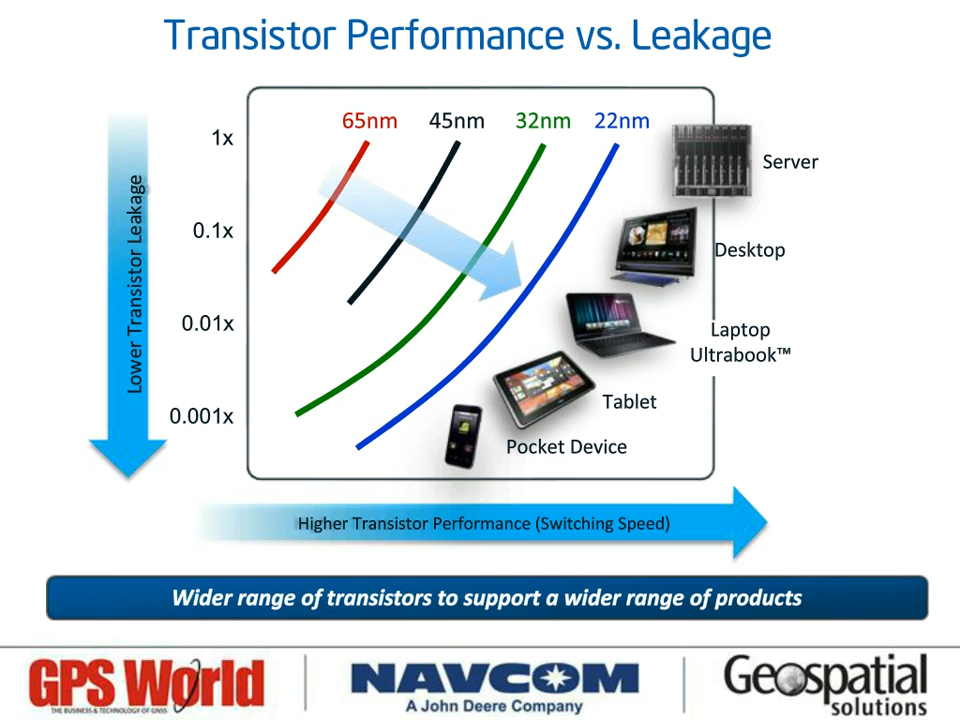 Transistor Performance vs. Leakage
65nm 45nm 32nm 22nm
1x
0.1x
0.01x
0.001x
Lower Transistor Leakage
Server
Desktop
Laptop
Ultrabook™
Tablet
Pocket Device
Higher Transistor Performance (Switching Speed)
Wider range of transistors to support a wider range of products
GPS World
THE BUSINESS & TECHNOLOGY OF GNSS
NAVCOM
A John Deere Company
Geospatial
solutions